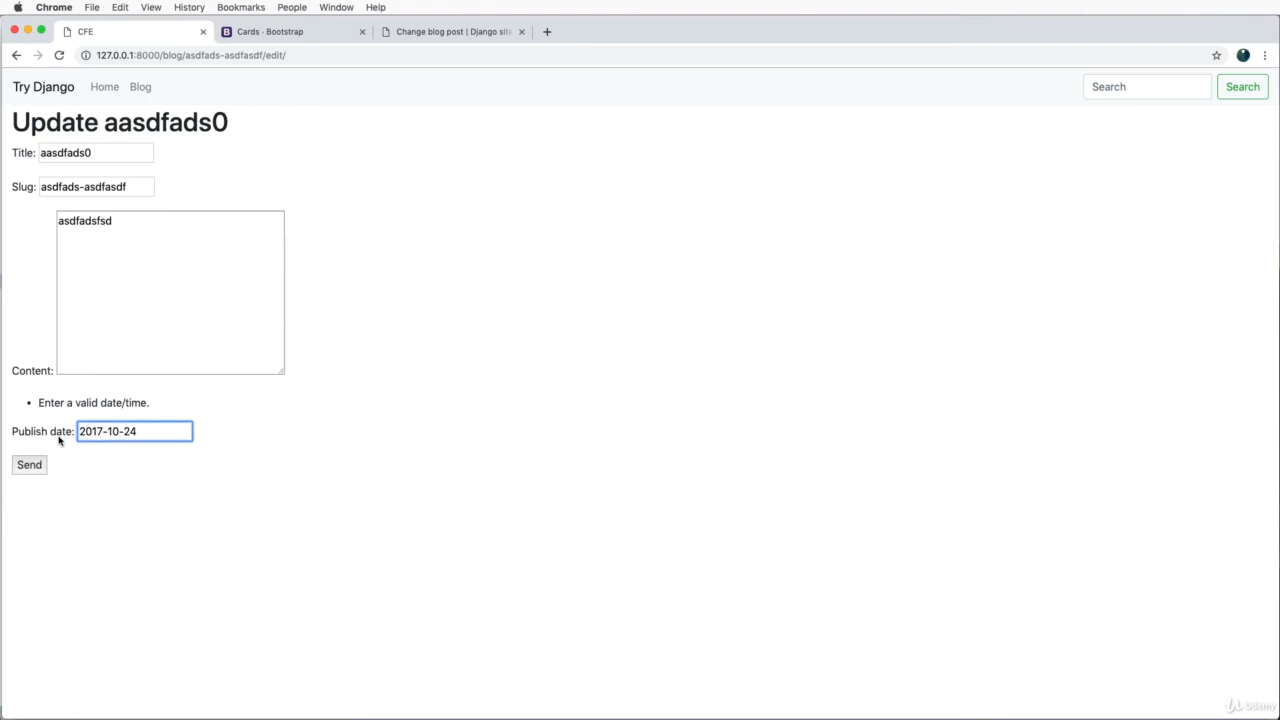 Chrome File Edit View History Bookmarks People Window Help
CFE
Cards · Bootstrap
Change blog post | Django site
127.0.0.1:8000/blog/asdfads-asdfasdf/edit/
Try Django Home Blog Search Search
Update aasdfads0
Title: aasdfads0
Slug: asdfads-asdfasdf
asdfadsfsd
Content:
• Enter a valid date/time.
Publish date: 2017-10-24
Send
Udemy